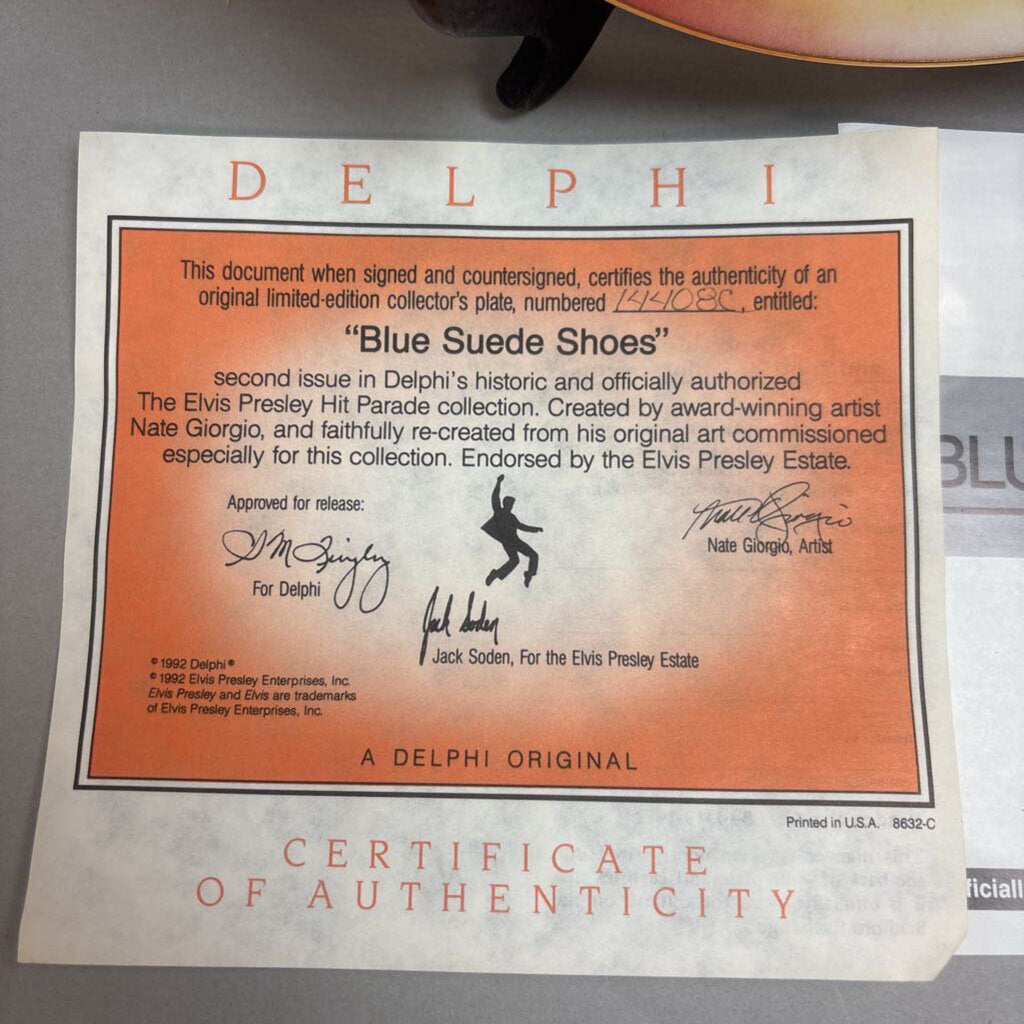 DELPHI
This document when signed and countersigned, certifies the authenticity of an
original limited-edition collector's plate, numbered 14408C, entitled:
"Blue Suede Shoes"
second issue in Delphi's historic and officially authorized
The Elvis Presley Hit Parade collection. Created by award-winning artist
Nate Giorgio, and faithfully re-created from his original art commissioned
especially for this collection. Endorsed by the Elvis Presley Estate.
Approved for release:
Nate Giorgio
Nate Giorgio, Artist
For Delphi
Jack Soden
Jack Soden, For the Elvis Presley Estate
© 1992 Delphi ®
© 1992 Elvis Presley Enterprises, Inc.
Elvis Presley and Elvis are trademarks
of Elvis Presley Enterprises, Inc.
A DELPHI ORIGINAL
Printed in U.S.A. 8632-C
CERTIFICATE
OF AUTHENTICITY
BLU
ficiall